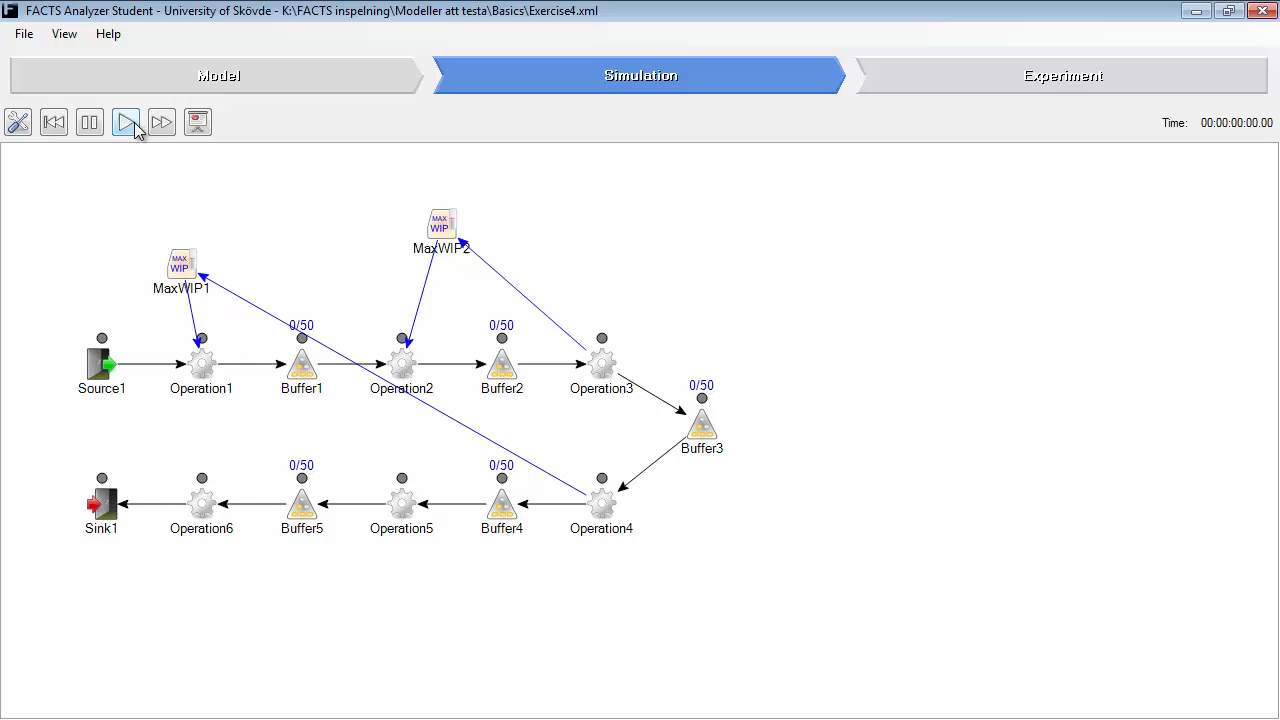 FACTS Analyzer Student - University of Skövde - K:\FACTS inspelning\Modeller att testa\Basics\Exercise4.xml
File View Help
Model Simulation Experiment
Time: 00:00:00:00.00
MAX WIP
MaxWIP2
MAX WIP
MaxWIP1
0/50 0/50
Source1 Operation1 Buffer1 Operation2 Buffer2 Operation3
0/50
Buffer3
0/50 0/50
Sink1 Operation6 Buffer5 Operation5 Buffer4 Operation4